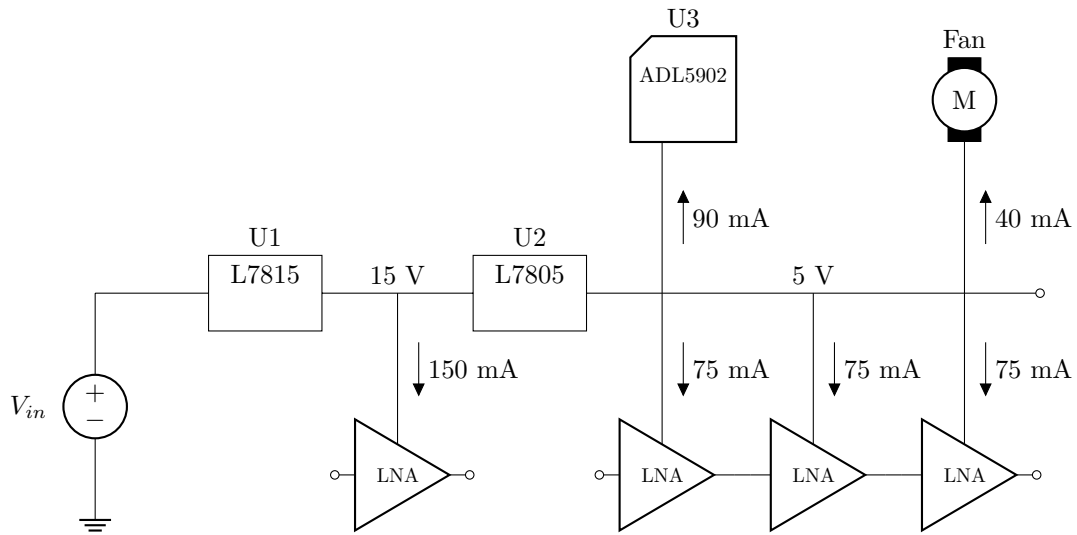 U3
ADL5902
Fan
M
90 mA
40 mA
U1
L7815
15 V
U2
L7805
5 V
150 mA
75 mA
75 mA
75 mA
V_in
+
−
LNA
LNA
LNA
LNA